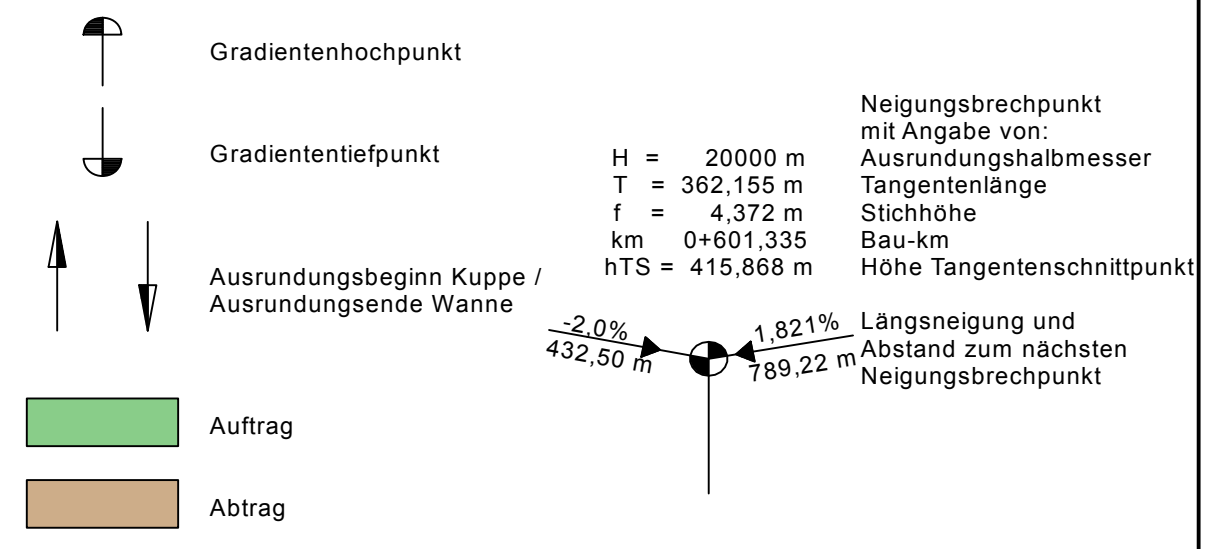 Gradientenhochpunkt
Gradiententiefpunkt
Ausrundungsbeginn Kuppe /
Ausrundungsende Wanne
Auftrag
Abtrag
Neigungsbrechpunkt
mit Angabe von:
H = 20000 m Ausrundungshalbmesser
T = 362,155 m Tangentenlänge
f = 4,372 m Stichhöhe
km 0+601,335 Bau-km
hTS = 415,868 m Höhe Tangentenschnittpunkt
-2,0%
432,50 m
1,821%
789,22 m
Längsneigung und
Abstand zum nächsten
Neigungsbrechpunkt